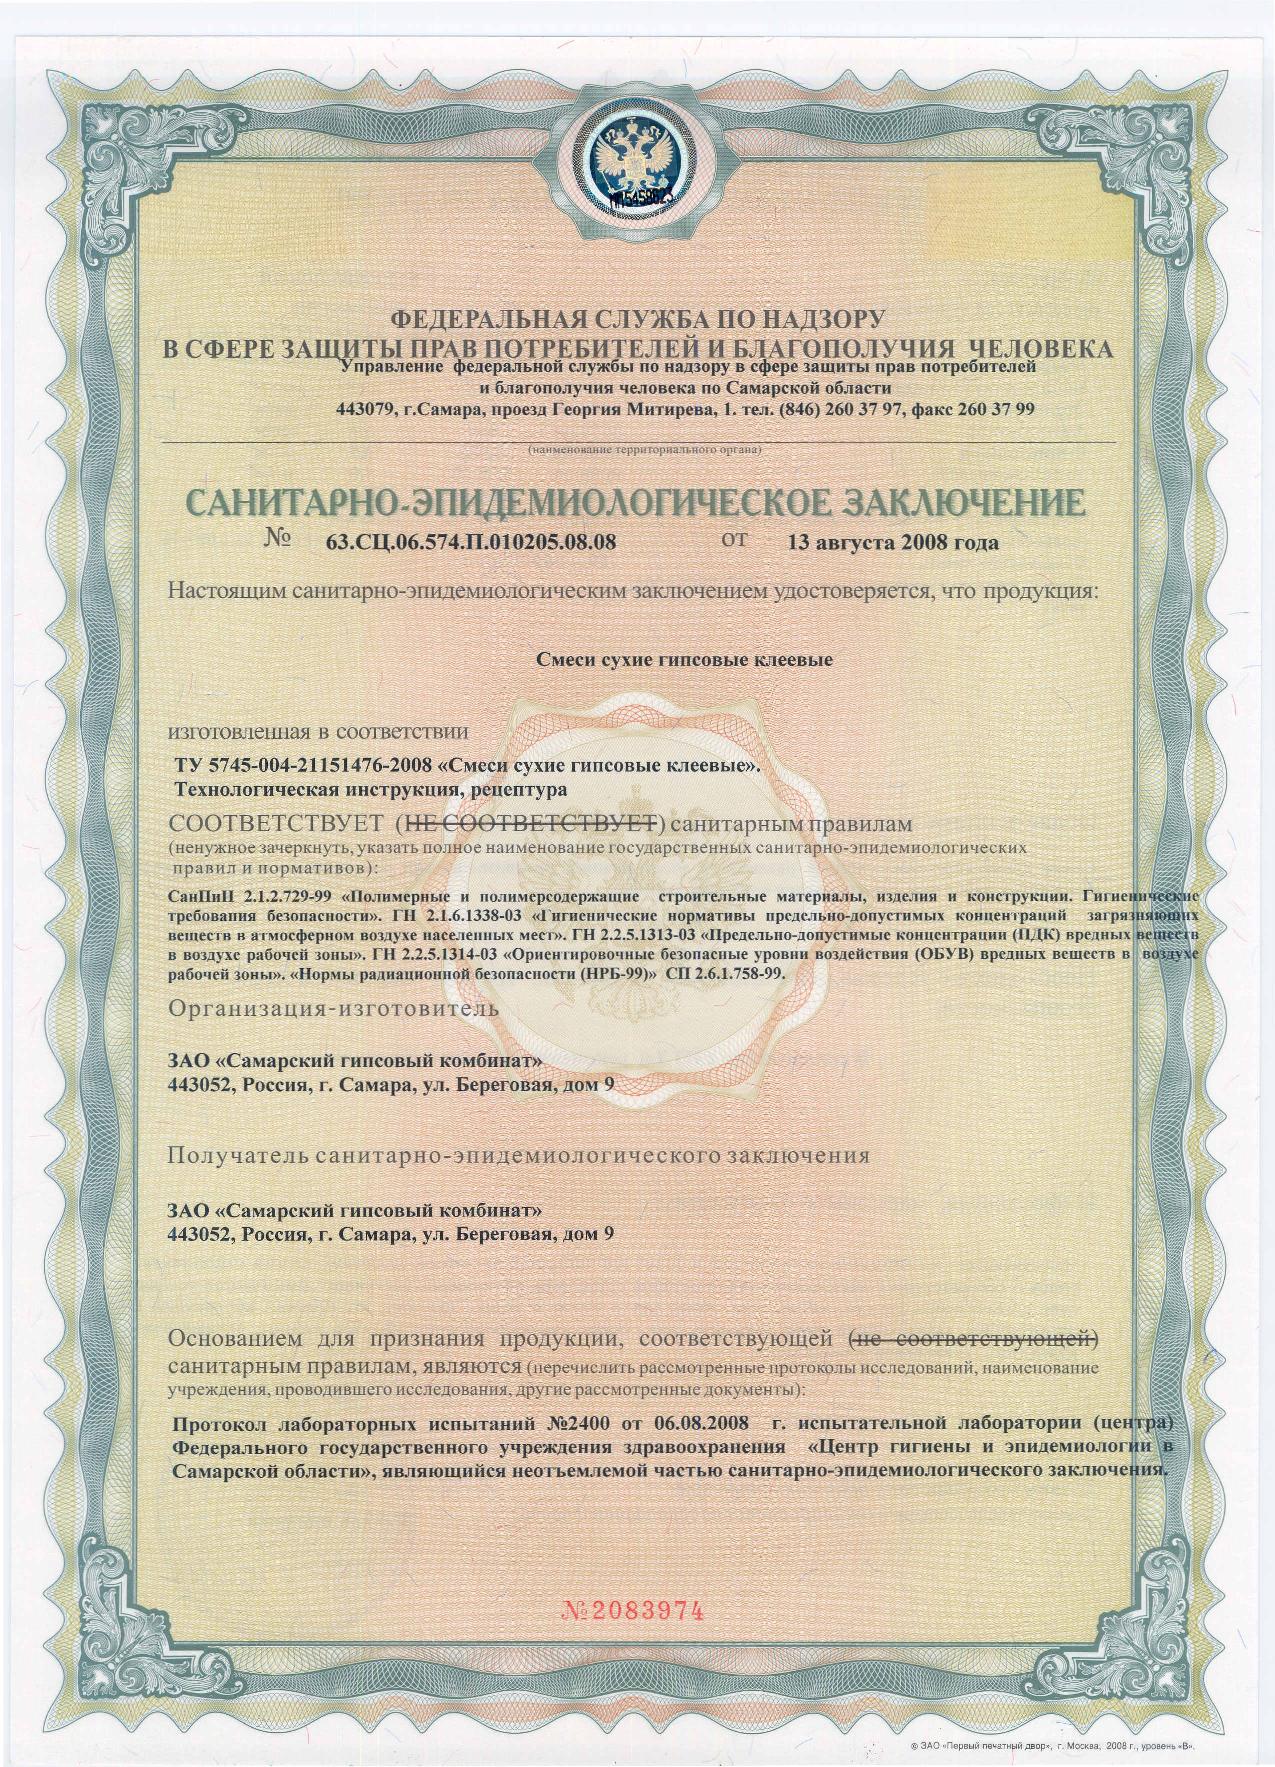 ФЕДЕРАЛЬНАЯ СЛУЖБА ПО НАДЗОРУ
В СФЕРЕ ЗАЩИТЫ ПРАВ ПОТРЕБИТЕЛЕЙ И БЛАГОПОЛУЧИЯ ЧЕЛОВЕКА
Управление федеральной службы по надзору в сфере защиты прав потребителей
и благополучия человека по Самарской области
443079, г.Самара, проезд Георгия Митирева, 1. тел. (846) 260 37 97, факс 260 37 99
(наименование территориального органа)
САНИТАРНО-ЭПИДЕМИОЛОГИЧЕСКОЕ ЗАКЛЮЧЕНИЕ
№ 63.СЦ.06.574.П.010205.08.08 от 13 августа 2008 года
Настоящим санитарно-эпидемиологическим заключением удостоверяется, что продукция:
Смеси сухие гипсовые клеевые
изготовленная в соответствии
ТУ 5745-004-21151476-2008 «Смеси сухие гипсовые клеевые».
Технологическая инструкция, рецептура
СООТВЕТСТВУЕТ (НЕ СООТВЕТСТВУЕТ) санитарным правилам
(ненужное зачеркнуть, указать полное наименование государственных санитарно-эпидемиологических
правил и нормативов):
СанПиН 2.1.2.729-99 «Полимерные и полимерсодержащие строительные материалы, изделия и конструкции. Гигиенические
требования безопасности». ГН 2.1.6.1338-03 «Гигиенические нормативы предельно-допустимых концентраций загрязняющих
веществ в атмосферном воздухе населенных мест». ГН 2.2.5.1313-03 «Предельно-допустимые концентрации (ПДК) вредных веществ
в воздухе рабочей зоны». ГН 2.2.5.1314-03 «Ориентировочные безопасные уровни воздействия (ОБУВ) вредных веществ в воздухе
рабочей зоны». «Нормы радиационной безопасности (НРБ-99)» СП 2.6.1.758-99.
Организация-изготовитель
ЗАО «Самарский гипсовый комбинат»
443052, Россия, г. Самара, ул. Береговая, дом 9
Получатель санитарно-эпидемиологического заключения
ЗАО «Самарский гипсовый комбинат»
443052, Россия, г. Самара, ул. Береговая, дом 9
Основанием для признания продукции, соответствующей (не соответствующей)
санитарным правилам, являются (перечислить рассмотренные протоколы исследований, наименование
учреждения, проводившего исследования, другие рассмотренные документы):
Протокол лабораторных испытаний №2400 от 06.08.2008 г. испытательной лаборатории (центра)
Федерального государственного учреждения здравоохранения «Центр гигиены и эпидемиологии в
Самарской области», являющийся неотъемлемой частью санитарно-эпидемиологического заключения.
№2083974
© ЗАО «Первый печатный двор», г. Москва, 2008 г., уровень «В».